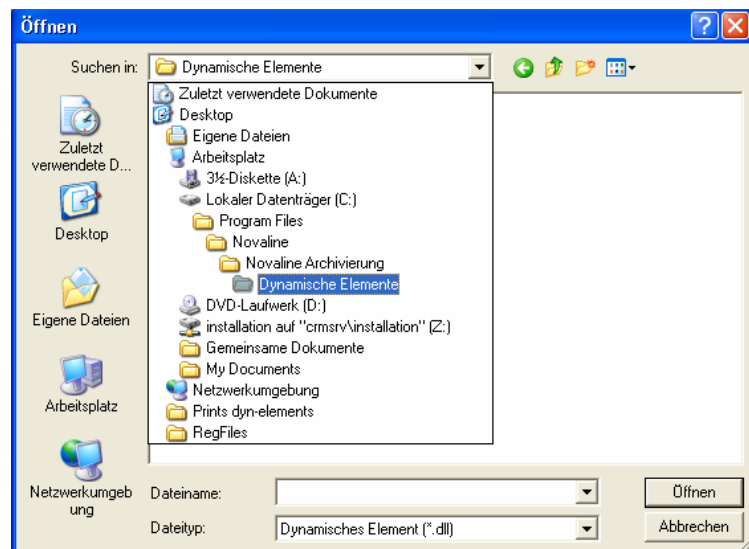 Öffnen
Suchen in:
Dynamische Elemente
Zuletzt verwendete Dokumente
Desktop
Eigene Dateien
Arbeitsplatz
3½-Diskette (A:)
Lokaler Datenträger (C:)
Program Files
Novaline
Novaline Archivierung
Dynamische Elemente
DVD-Laufwerk (D:)
installation auf "crmsrv\installation" (Z:)
Gemeinsame Dokumente
My Documents
Netzwerkumgebung
Prints dyn-elements
RegFiles
Zuletzt
verwendete D...
Desktop
Eigene Dateien
Arbeitsplatz
Netzwerkumgeb
ung
Dateiname:
Öffnen
Dateityp:
Dynamisches Element (*.dll)
Abbrechen